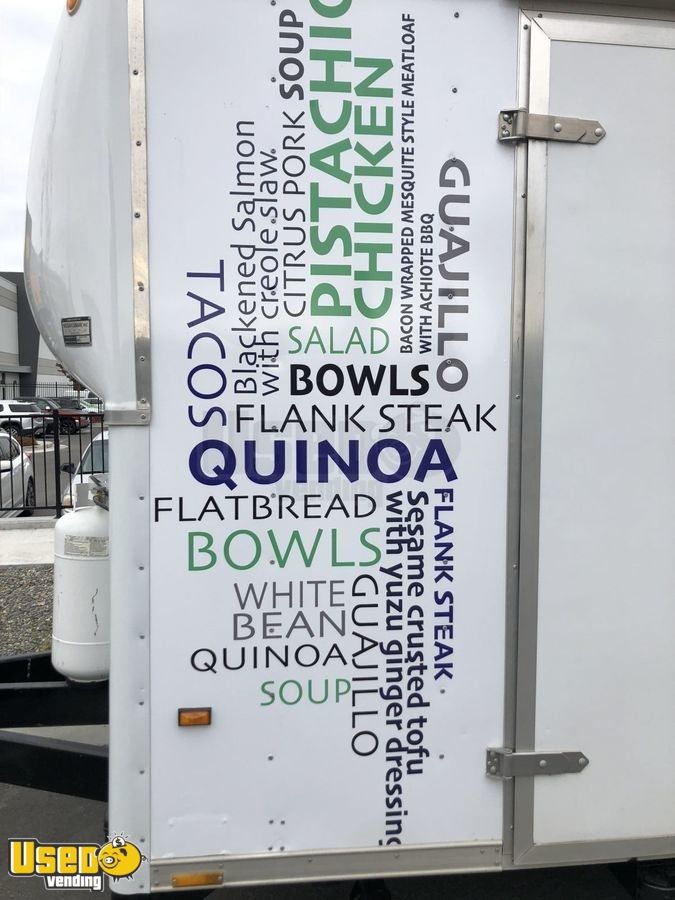 SOUP
CITRUS PORK
PISTACHIO
CHICKEN
BACON WRAPPED MESQUITE STYLE MEATLOAF
WITH ACHIOTE BBQ
GUAJILLO
Blackened Salmon
with creole slaw.
TACOS
SALAD
BOWLS
FLANK STEAK
QUINOA
FLATBREAD
BOWLS
WHITE
BEAN
QUINOA
SOUP
GUAJILLO
with yuzu ginger dressing
Sesame crusted tofu
FLANK STEAK
Used
vending